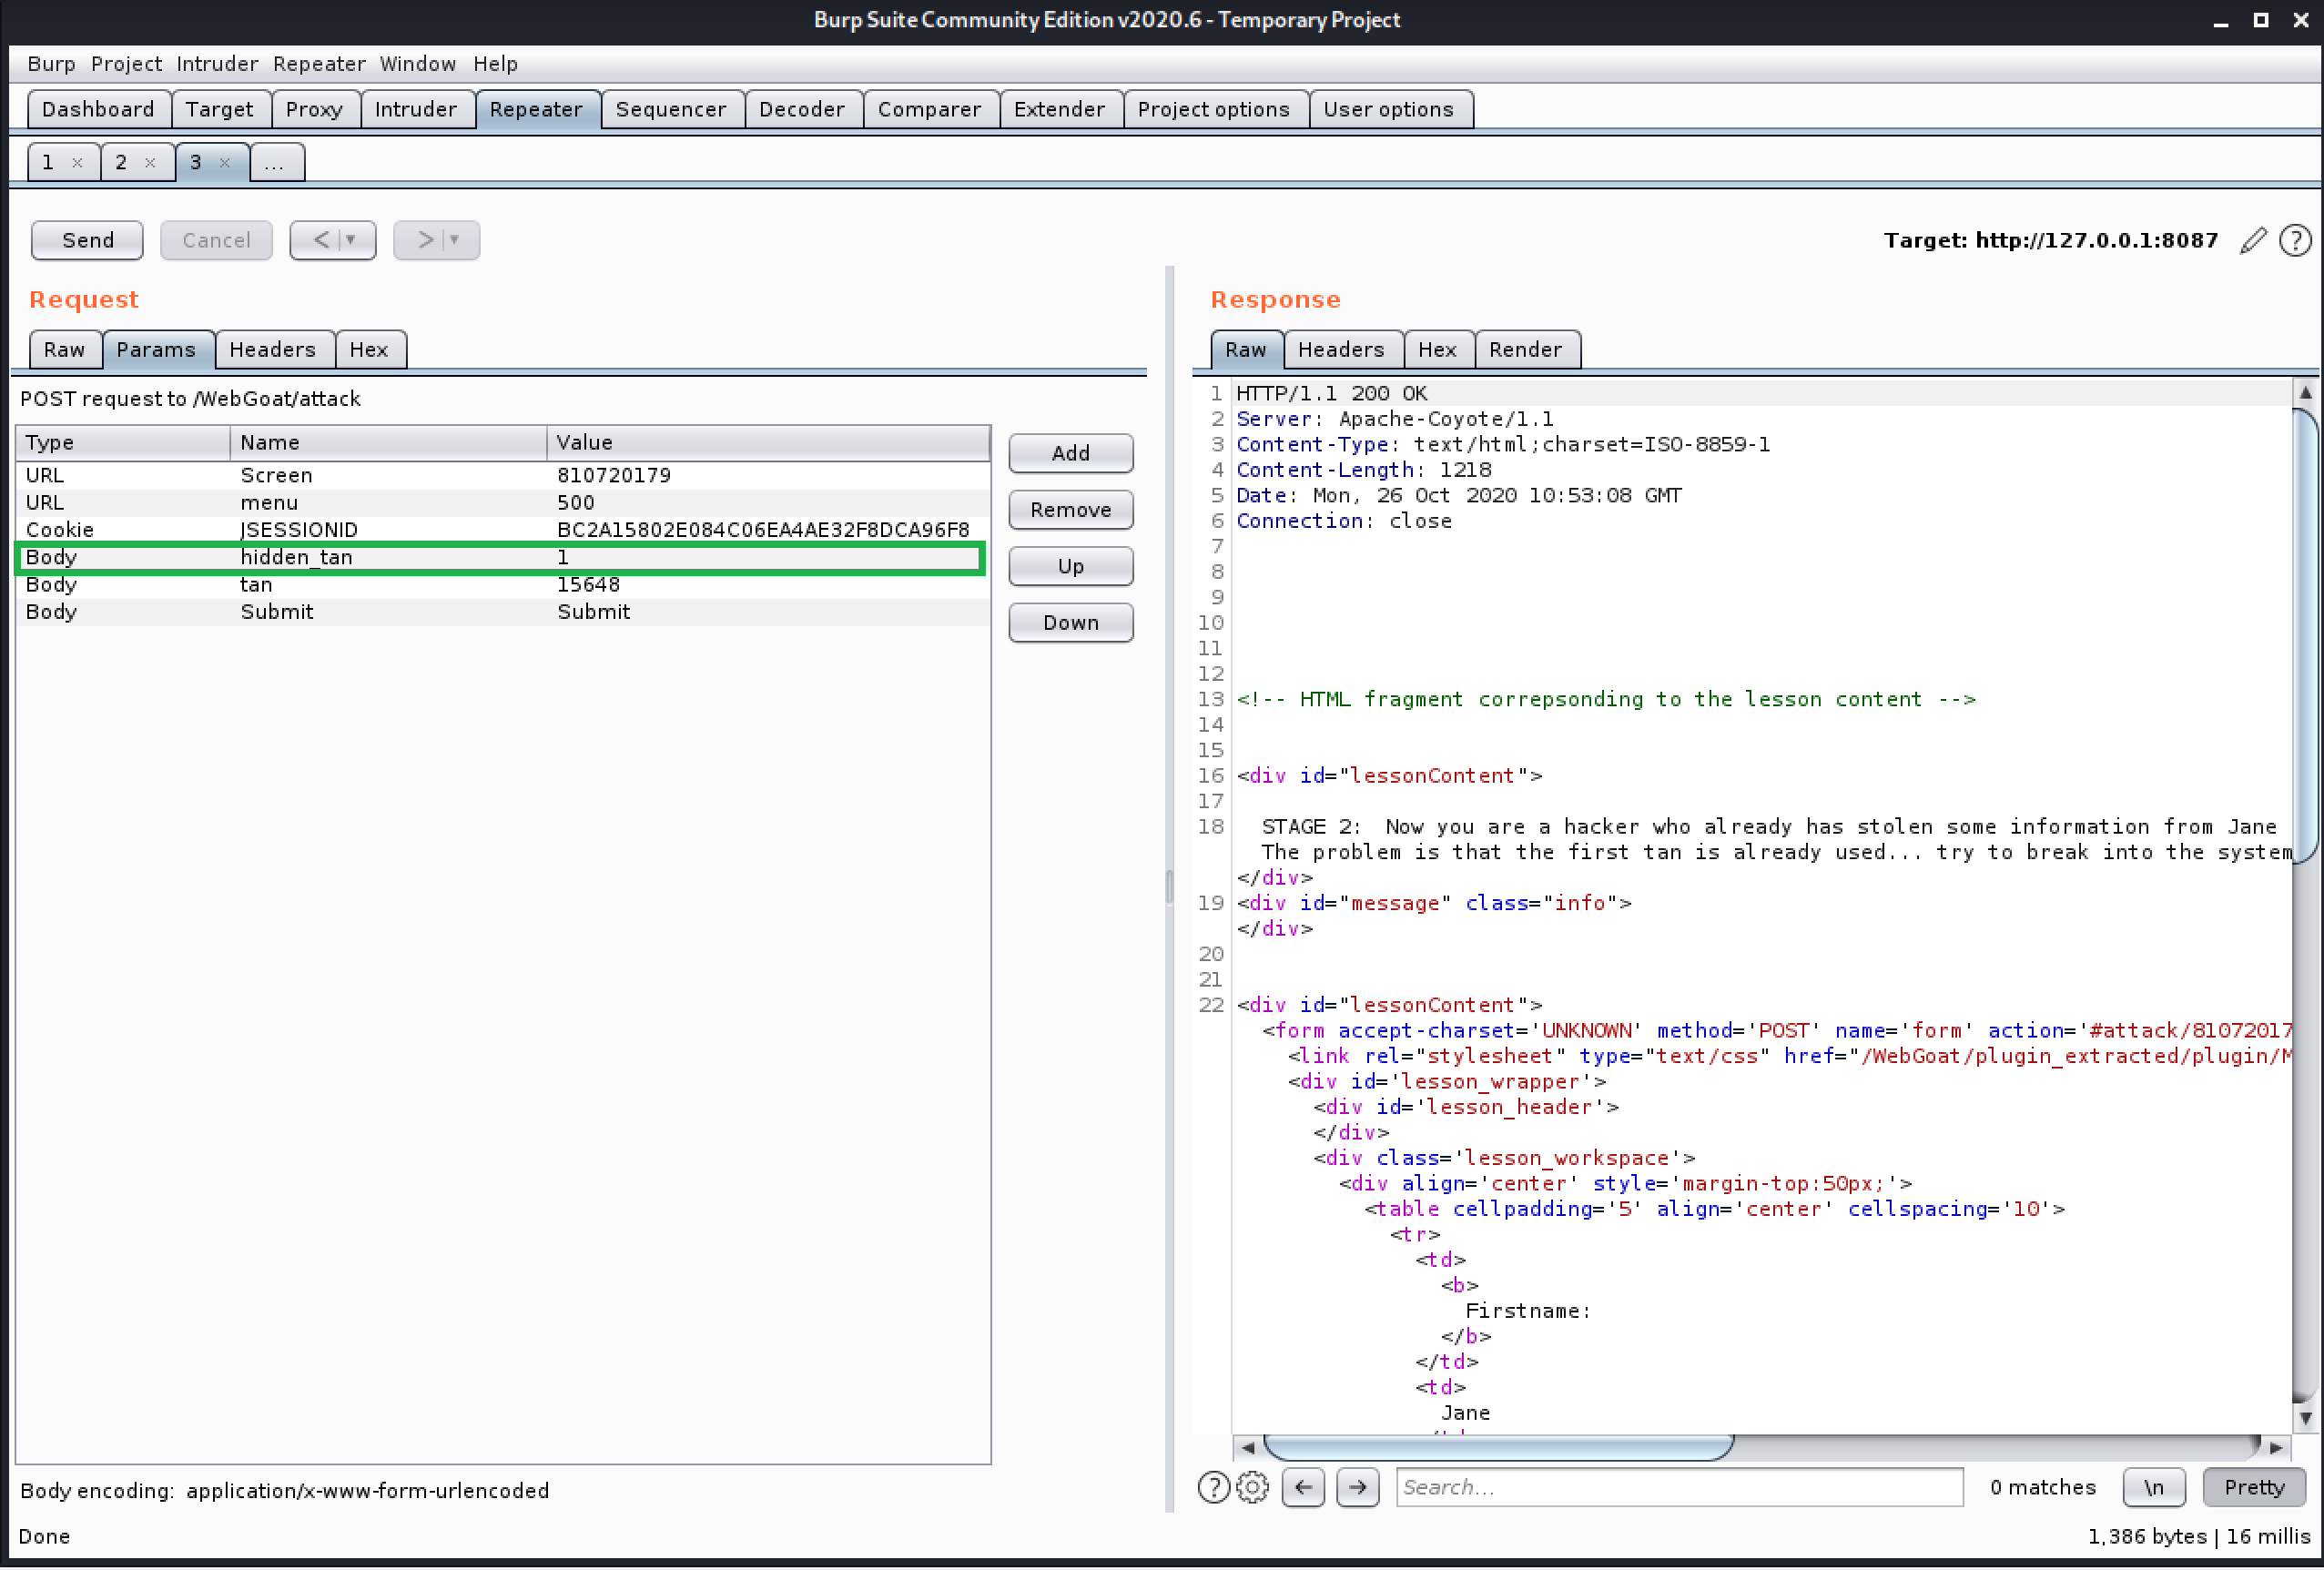 Burp Suite Community Edition v2020.6 - Temporary Project
Burp Project Intruder Repeater Window Help
Dashboard Target Proxy Intruder Repeater Sequencer Decoder Comparer Extender Project options User options
1 × 2 × 3 × ...
Send Cancel < > Target: http://127.0.0.1:8087 ?
Request
Raw Params Headers Hex
POST request to /WebGoat/attack
Type Name Value
URL Screen 810720179
URL menu 500
Cookie JSESSIONID BC2A15802E084C06EA4AE32F8DCA96F8
Body hidden_tan 1
Body tan 15648
Body Submit Submit
Add
Remove
Up
Down
Body encoding: application/x-www-form-urlencoded
Done
Response
Raw Headers Hex Render
1 HTTP/1.1 200 OK
2 Server: Apache-Coyote/1.1
3 Content-Type: text/html;charset=ISO-8859-1
4 Content-Length: 1218
5 Date: Mon, 26 Oct 2020 10:53:08 GMT
6 Connection: close
7
8
9
10
11
12
13 <!-- HTML fragment correpsonding to the lesson content -->
14
15
16 <div id="lessonContent">
17
18 STAGE 2: Now you are a hacker who already has stolen some information from Jane
The problem is that the first tan is already used... try to break into the system
</div>
19 <div id="message" class="info">
</div>
20
21
22 <div id="lessonContent">
<form accept-charset='UNKNOWN' method='POST' name='form' action='#attack/81072017
<link rel="stylesheet" type="text/css" href="/WebGoat/plugin_extracted/plugin/M
<div id='lesson_wrapper'>
<div id='lesson_header'>
</div>
<div class='lesson_workspace'>
<div align='center' style='margin-top:50px;'>
<table cellpadding='5' align='center' cellspacing='10'>
<tr>
<td>
<b>
Firstname:
</b>
</td>
<td>
Jane
? Search... 0 matches \n Pretty
1,386 bytes | 16 millis